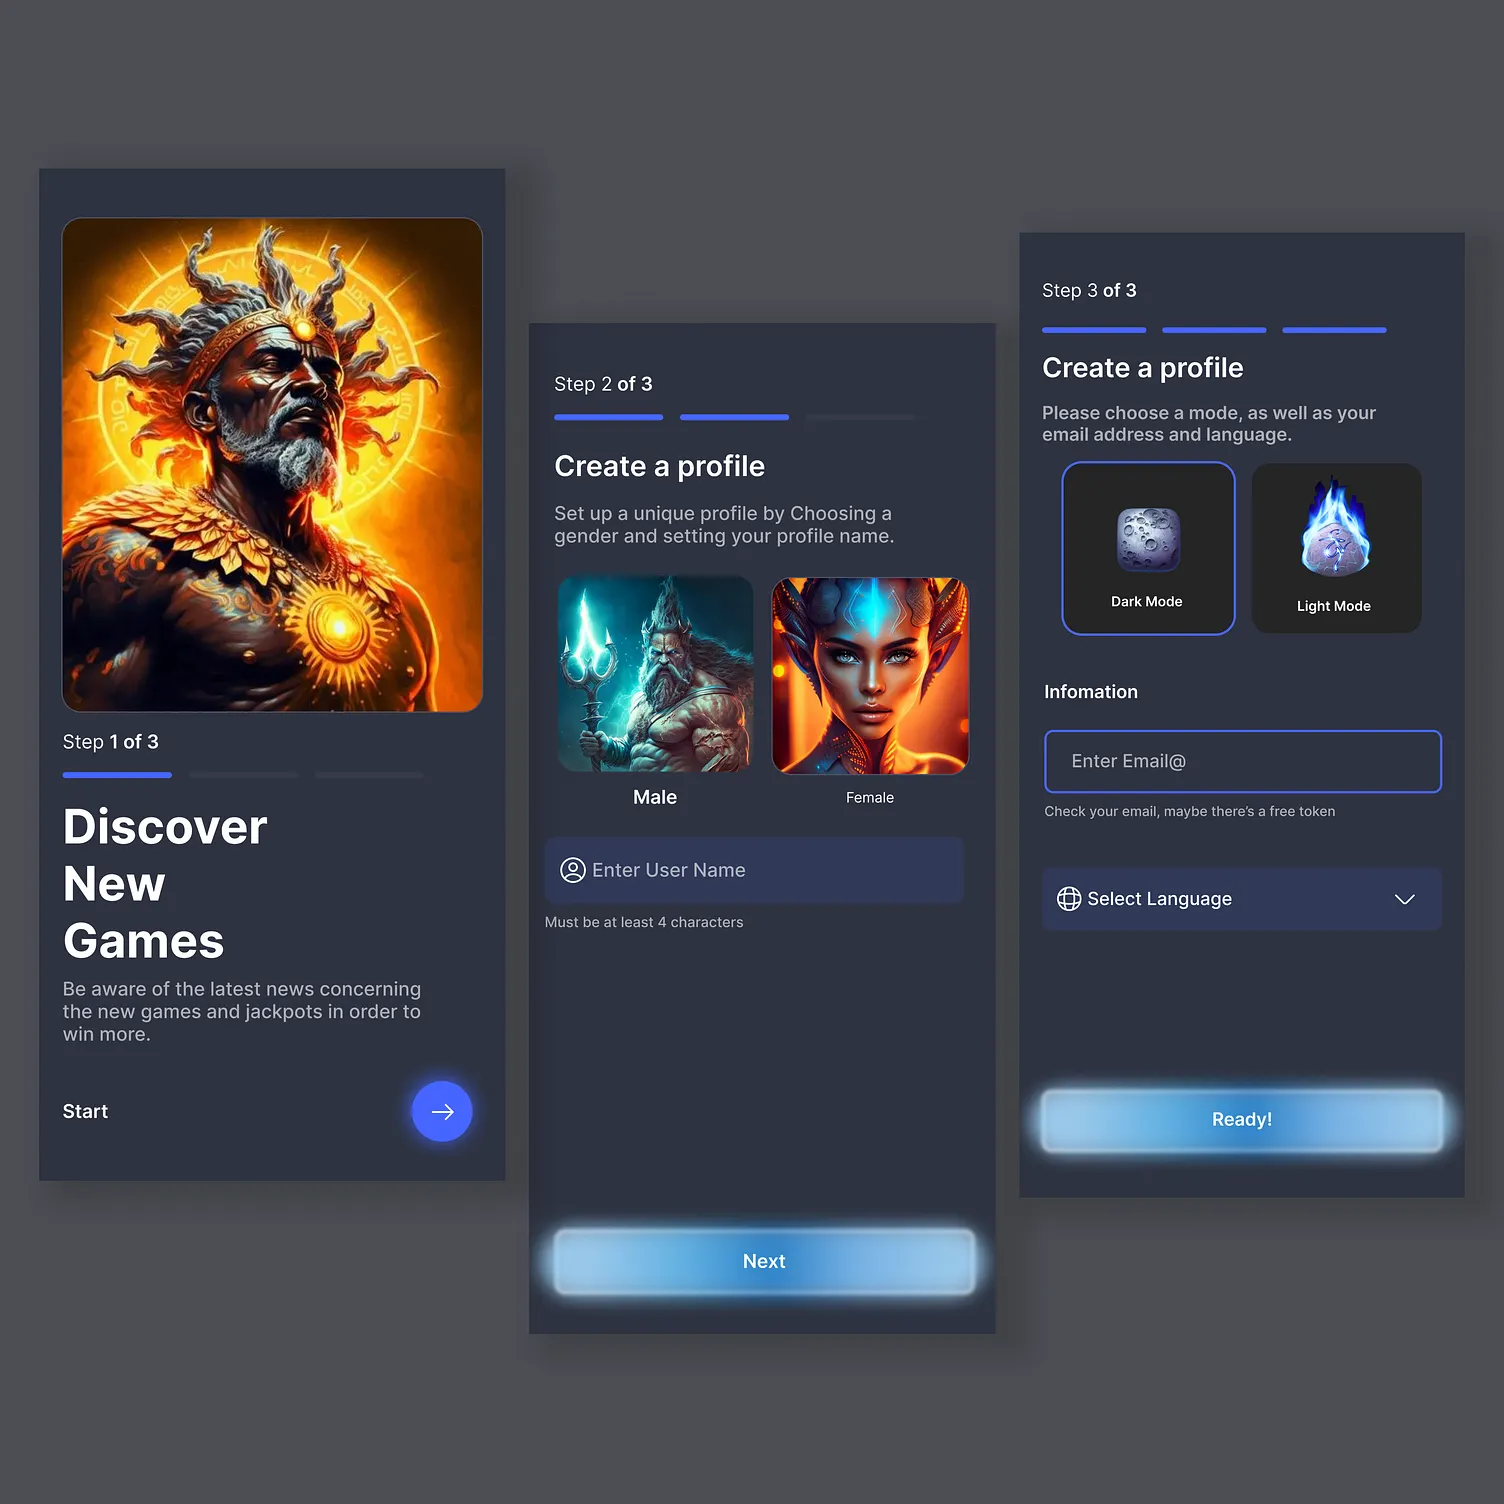 Step 1 of 3
Discover
New
Games
Be aware of the latest news concerning
the new games and jackpots in order to
win more.
Start
Step 2 of 3
Create a profile
Set up a unique profile by Choosing a
gender and setting your profile name.
Male
Female
Enter User Name
Must be at least 4 characters
Next
Step 3 of 3
Create a profile
Please choose a mode, as well as your
email address and language.
Dark Mode
Light Mode
Infomation
Enter Email@
Check your email, maybe there's a free token
Select Language
Ready!